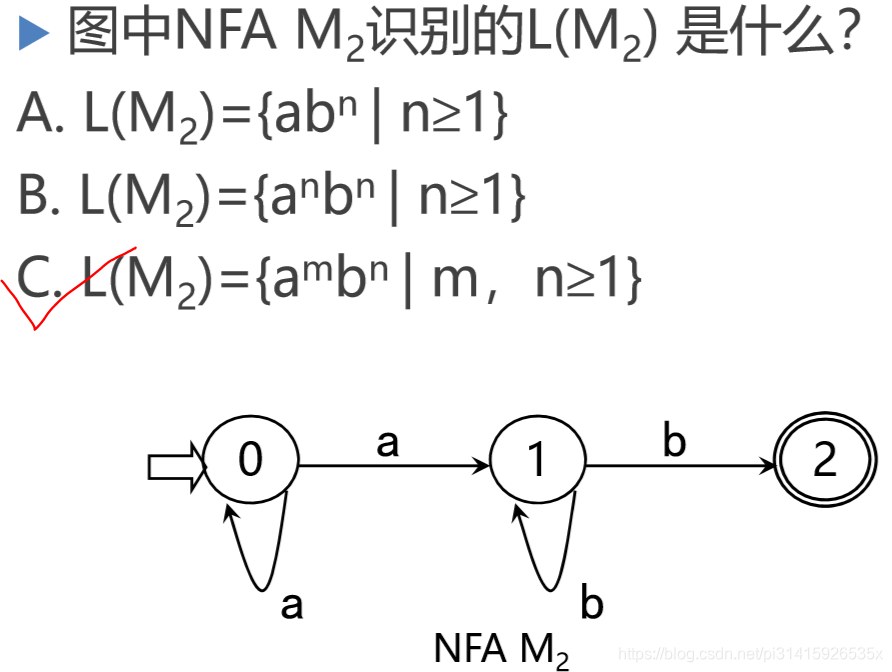 图中NFA M₂识别的L(M₂) 是什么？
A. L(M₂)={abⁿ | n≥1}
B. L(M₂)={aⁿbⁿ | n≥1}
C. L(M₂)={aᵐbⁿ | m，n≥1}
0 a 1 b 2
a b
NFA M₂
https://blog.csdn.net/pi31415926535x